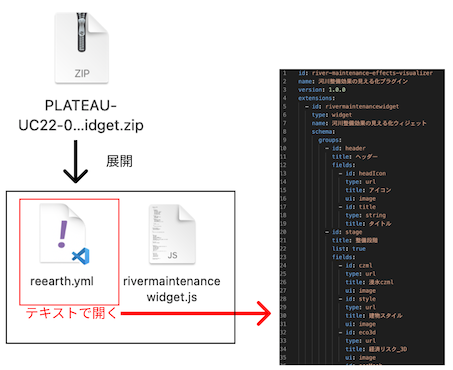 ZIP
PLATEAU-
UC22-0...idget.zip
展開
reearth.yml
JS
rivermaintenance
widget.js
テキストで開く
1 id: river-maintenance-effects-visualizer
2 name: 河川整備効果の見える化プラグイン
3 version: 1.0.0
4 extensions:
5 - id: rivermaintenancewidget
6 type: widget
7 name: 河川整備効果の見える化ウィジェット
8 schema:
9 groups:
10 - id: header
11 title: ヘッダー
12 fields:
13 - id: headIcon
14 type: url
15 title: アイコン
16 ui: image
17 - id: title
18 type: string
19 title: タイトル
20 - id: stage
21 title: 整備段階
22 list: true
23 fields:
24 - id: czml
25 type: url
26 title: 浸水czml
27 ui: image
28 - id: style
29 type: url
30 title: 建物スタイル
31 ui: image
32 - id: eco3d
33 type: url
34 title: 経済リスク_3D
35 ui: image